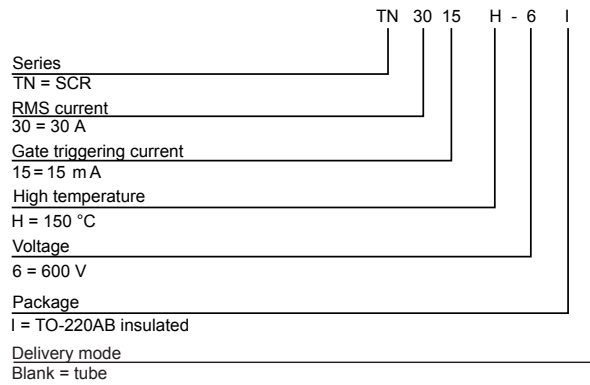 TN 30 15 H - 6 I
Series
TN = SCR
RMS current
30 = 30 A
Gate triggering current
15 = 15 mA
High temperature
H = 150 °C
Voltage
6 = 600 V
Package
I = TO-220AB insulated
Delivery mode
Blank = tube